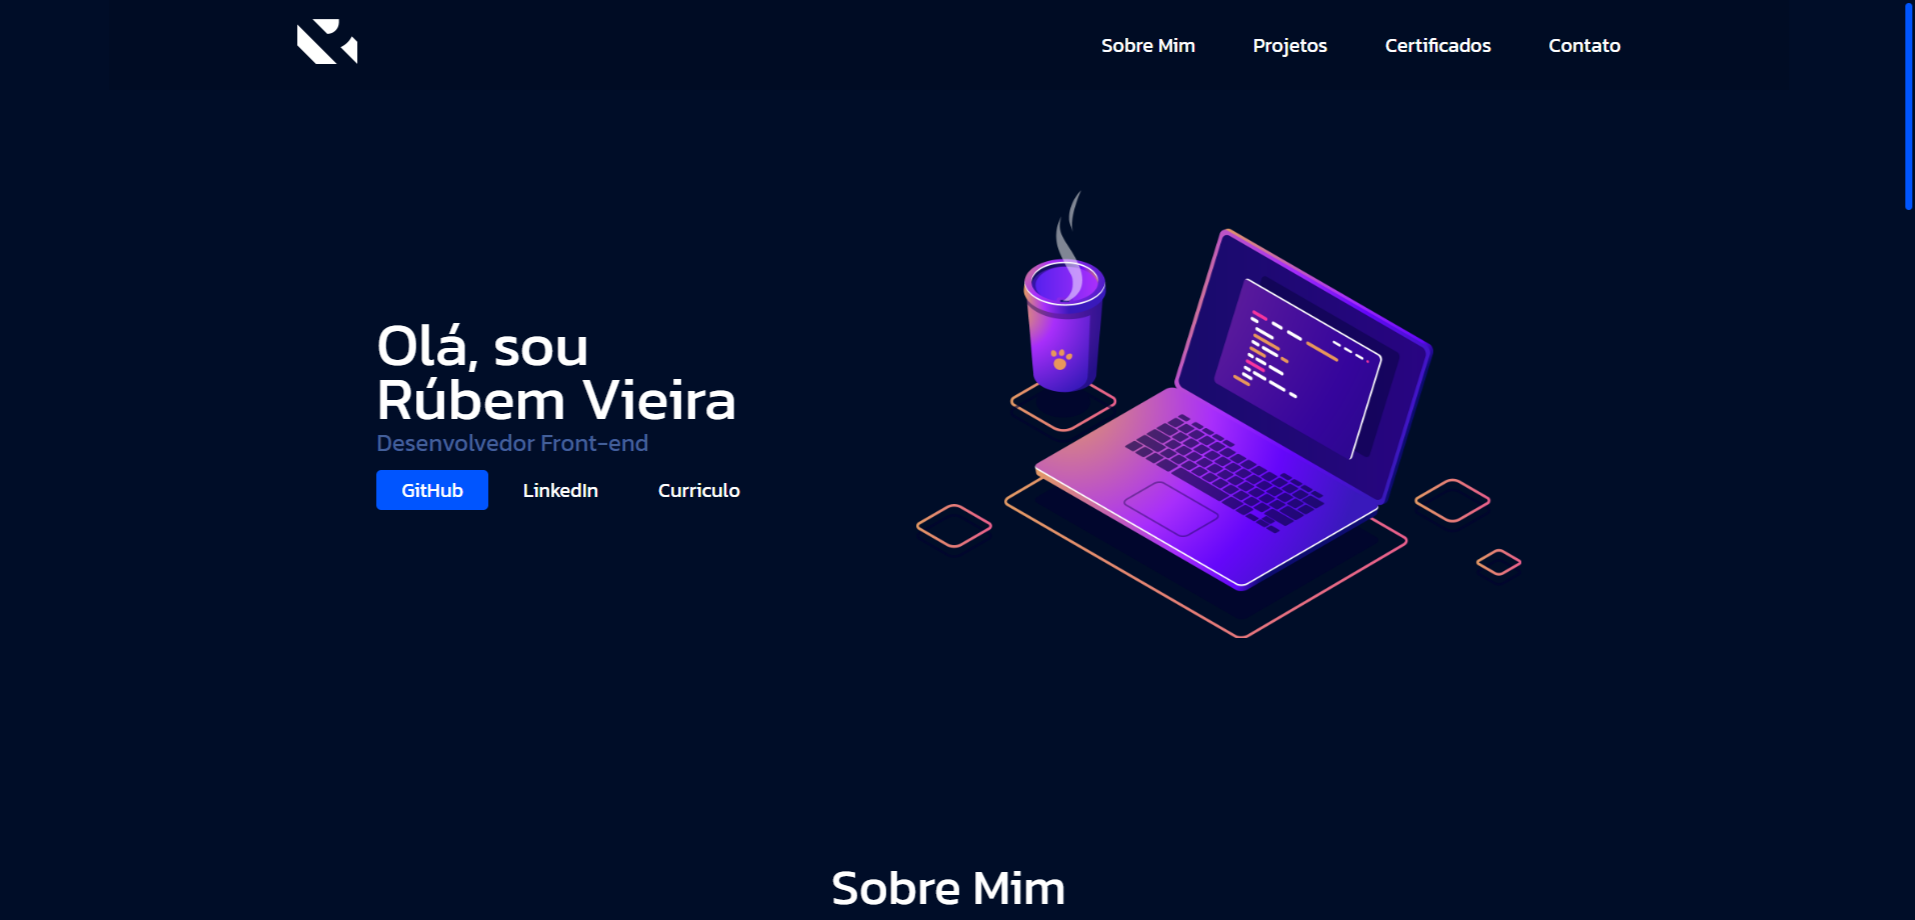 Sobre Mim Projetos Certificados Contato
Olá, sou
Rúbem Vieira
Desenvolvedor Front-end
GitHub LinkedIn Curriculo
Sobre Mim